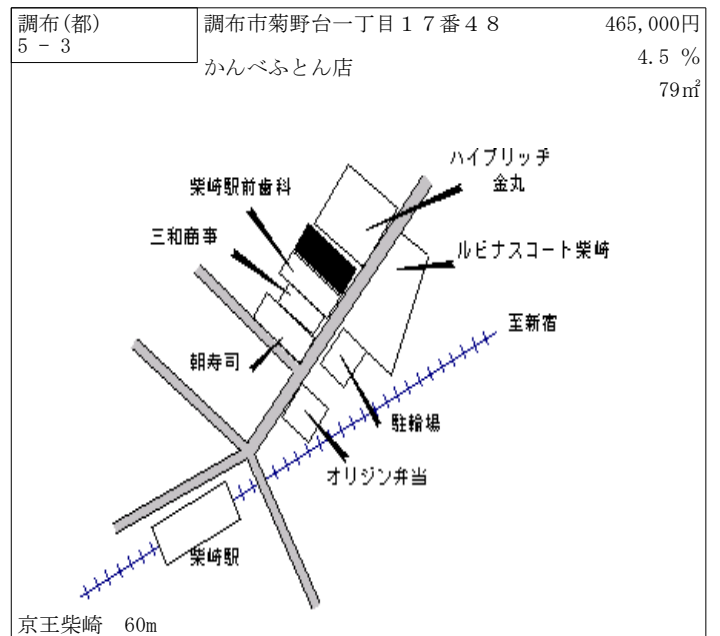 調布(都)
5 - 3
調布市菊野台一丁目１７番４８
465,000円
かんべふとん店
4.5 %
79㎡
ハイブリッヂ
金丸
柴崎駅前歯科
三和商事
ルピナスコート柴崎
至新宿
朝寿司
駐輪場
オリジン弁当
柴崎駅
京王柴崎　60m